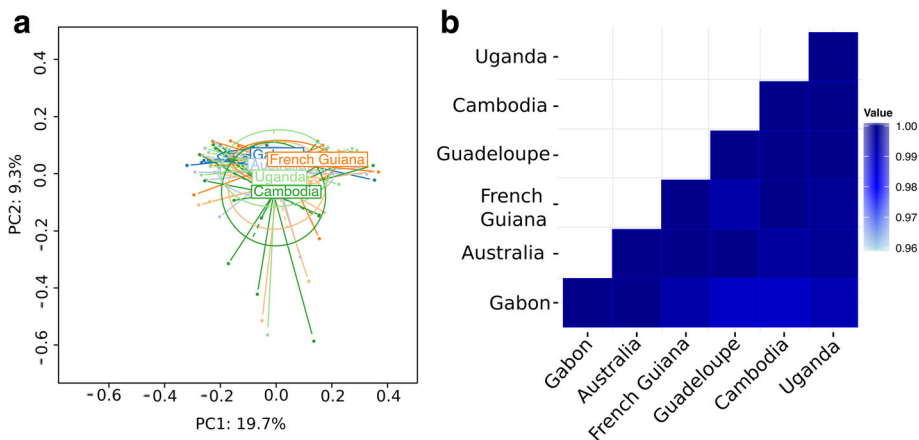 a
0.4
0.2
0.0
-0.2
-0.4
-0.6
PC2: 9.3%
French Guiana
Uganda
Cambodia
-0.6
-0.4
-0.2
0.0
0.2
0.4
PC1: 19.7%
b
Uganda
Cambodia
Guadeloupe
French
Guiana
Australia
Gabon
Gabon
Australia
French Guiana
Guadeloupe
Cambodia
Uganda
Value
1.00
0.99
0.98
0.97
0.96